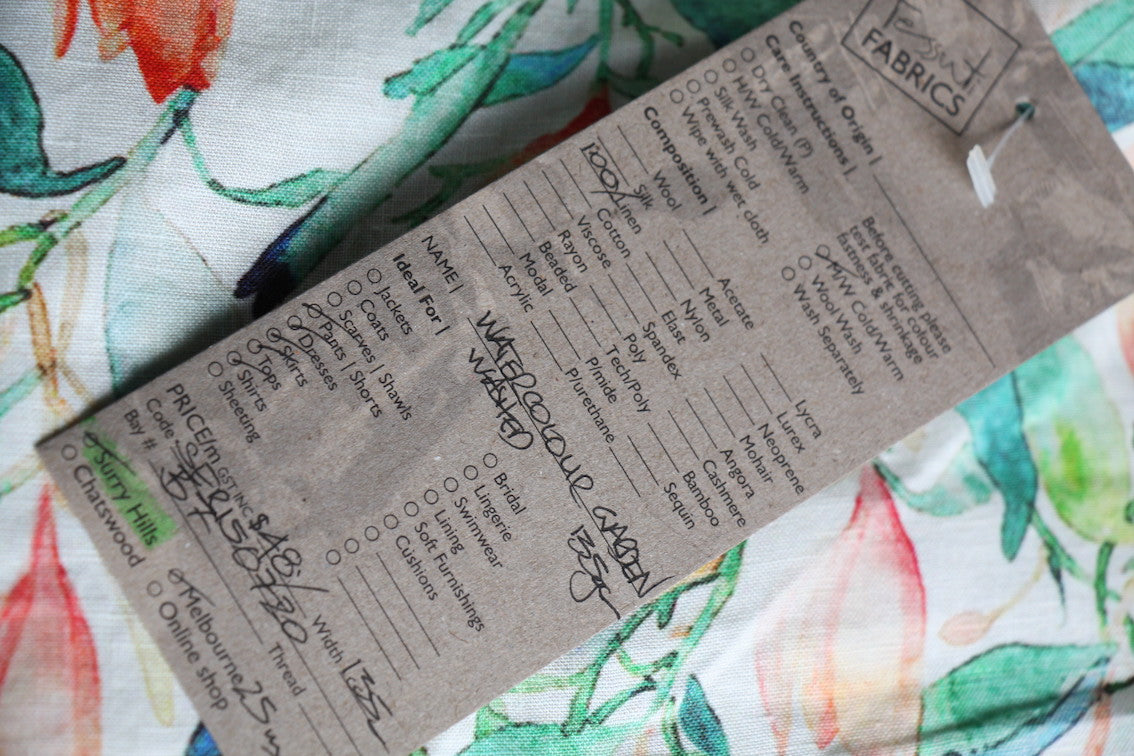 Tessuti
FABRICS
Country of Origin |
Care Instructions |
Dry Clean (P)
H/W Cold/Warm
Silk Wash
Prewash Cold
Wipe with wet cloth
Before cutting please
test fabric for colour
fastness & shrinkage
M/W Cold/Warm
Wool Wash
Wash Separately
Composition |
Wool
Silk
100% Linen
Cotton
Viscose
Rayon
Beaded
Modal
Acrylic
Acetate
Metal
Nylon
Elast
Spandex
Poly
Tech/Poly
P/mide
P/urethane
Lycra
Lurex
Neoprene
Mohair
Angora
Cashmere
Bamboo
Sequin
NAME | WATERCOLOUR GARDEN
WASHED
Ideal For |
Jackets
Coats
Scarves | Shawls
Pants | Shorts
Dresses
Skirts
Tops
Shirts
Sheeting
Bridal
Lingerie
Swimwear
Lining
Soft Furnishings
Cushions
PRICE/m GST INC $48/ Width 135
Code
Bay # Thread
Surry Hills
Chatswood
Melbourne 25
Online shop